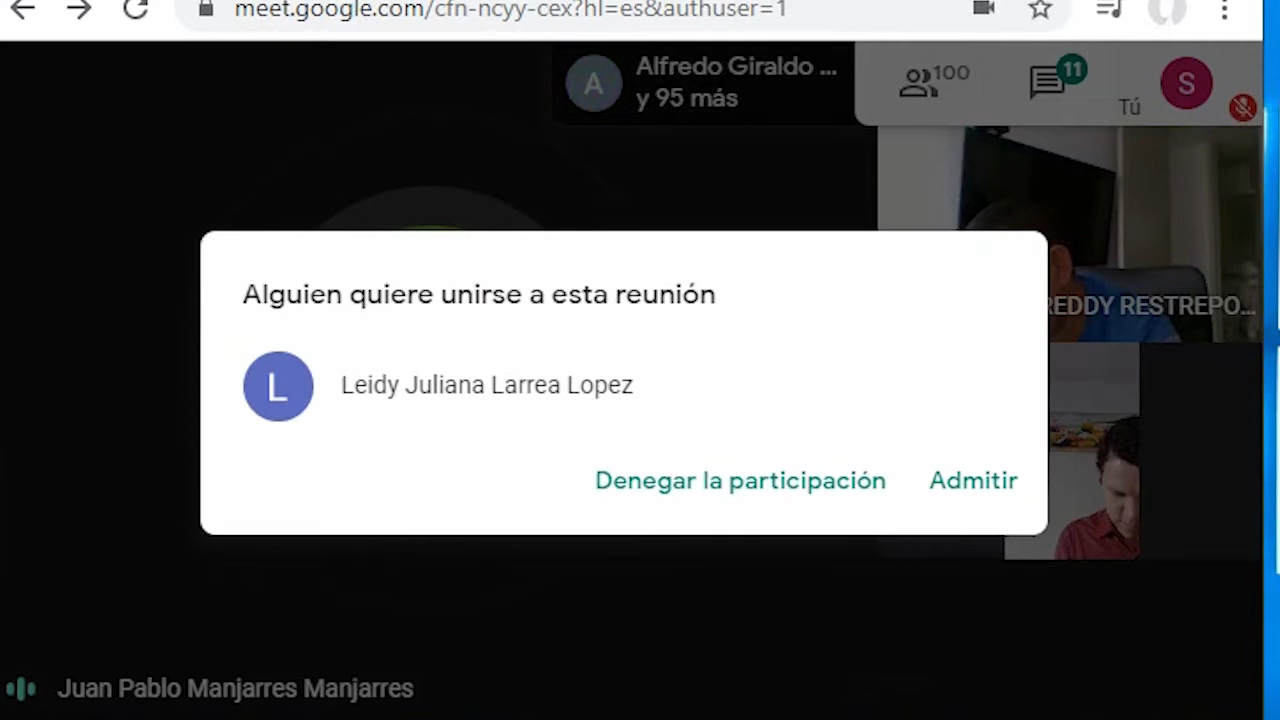 meet.google.com/cfn-ncyy-cex?hl=es&authuser=1
A
Alfredo Giraldo ...
y 95 más
100
11
Tú
S
Alguien quiere unirse a esta reunión
L
Leidy Juliana Larrea Lopez
Denegar la participación
Admitir
REDDY RESTREPO...
Juan Pablo Manjarres Manjarres